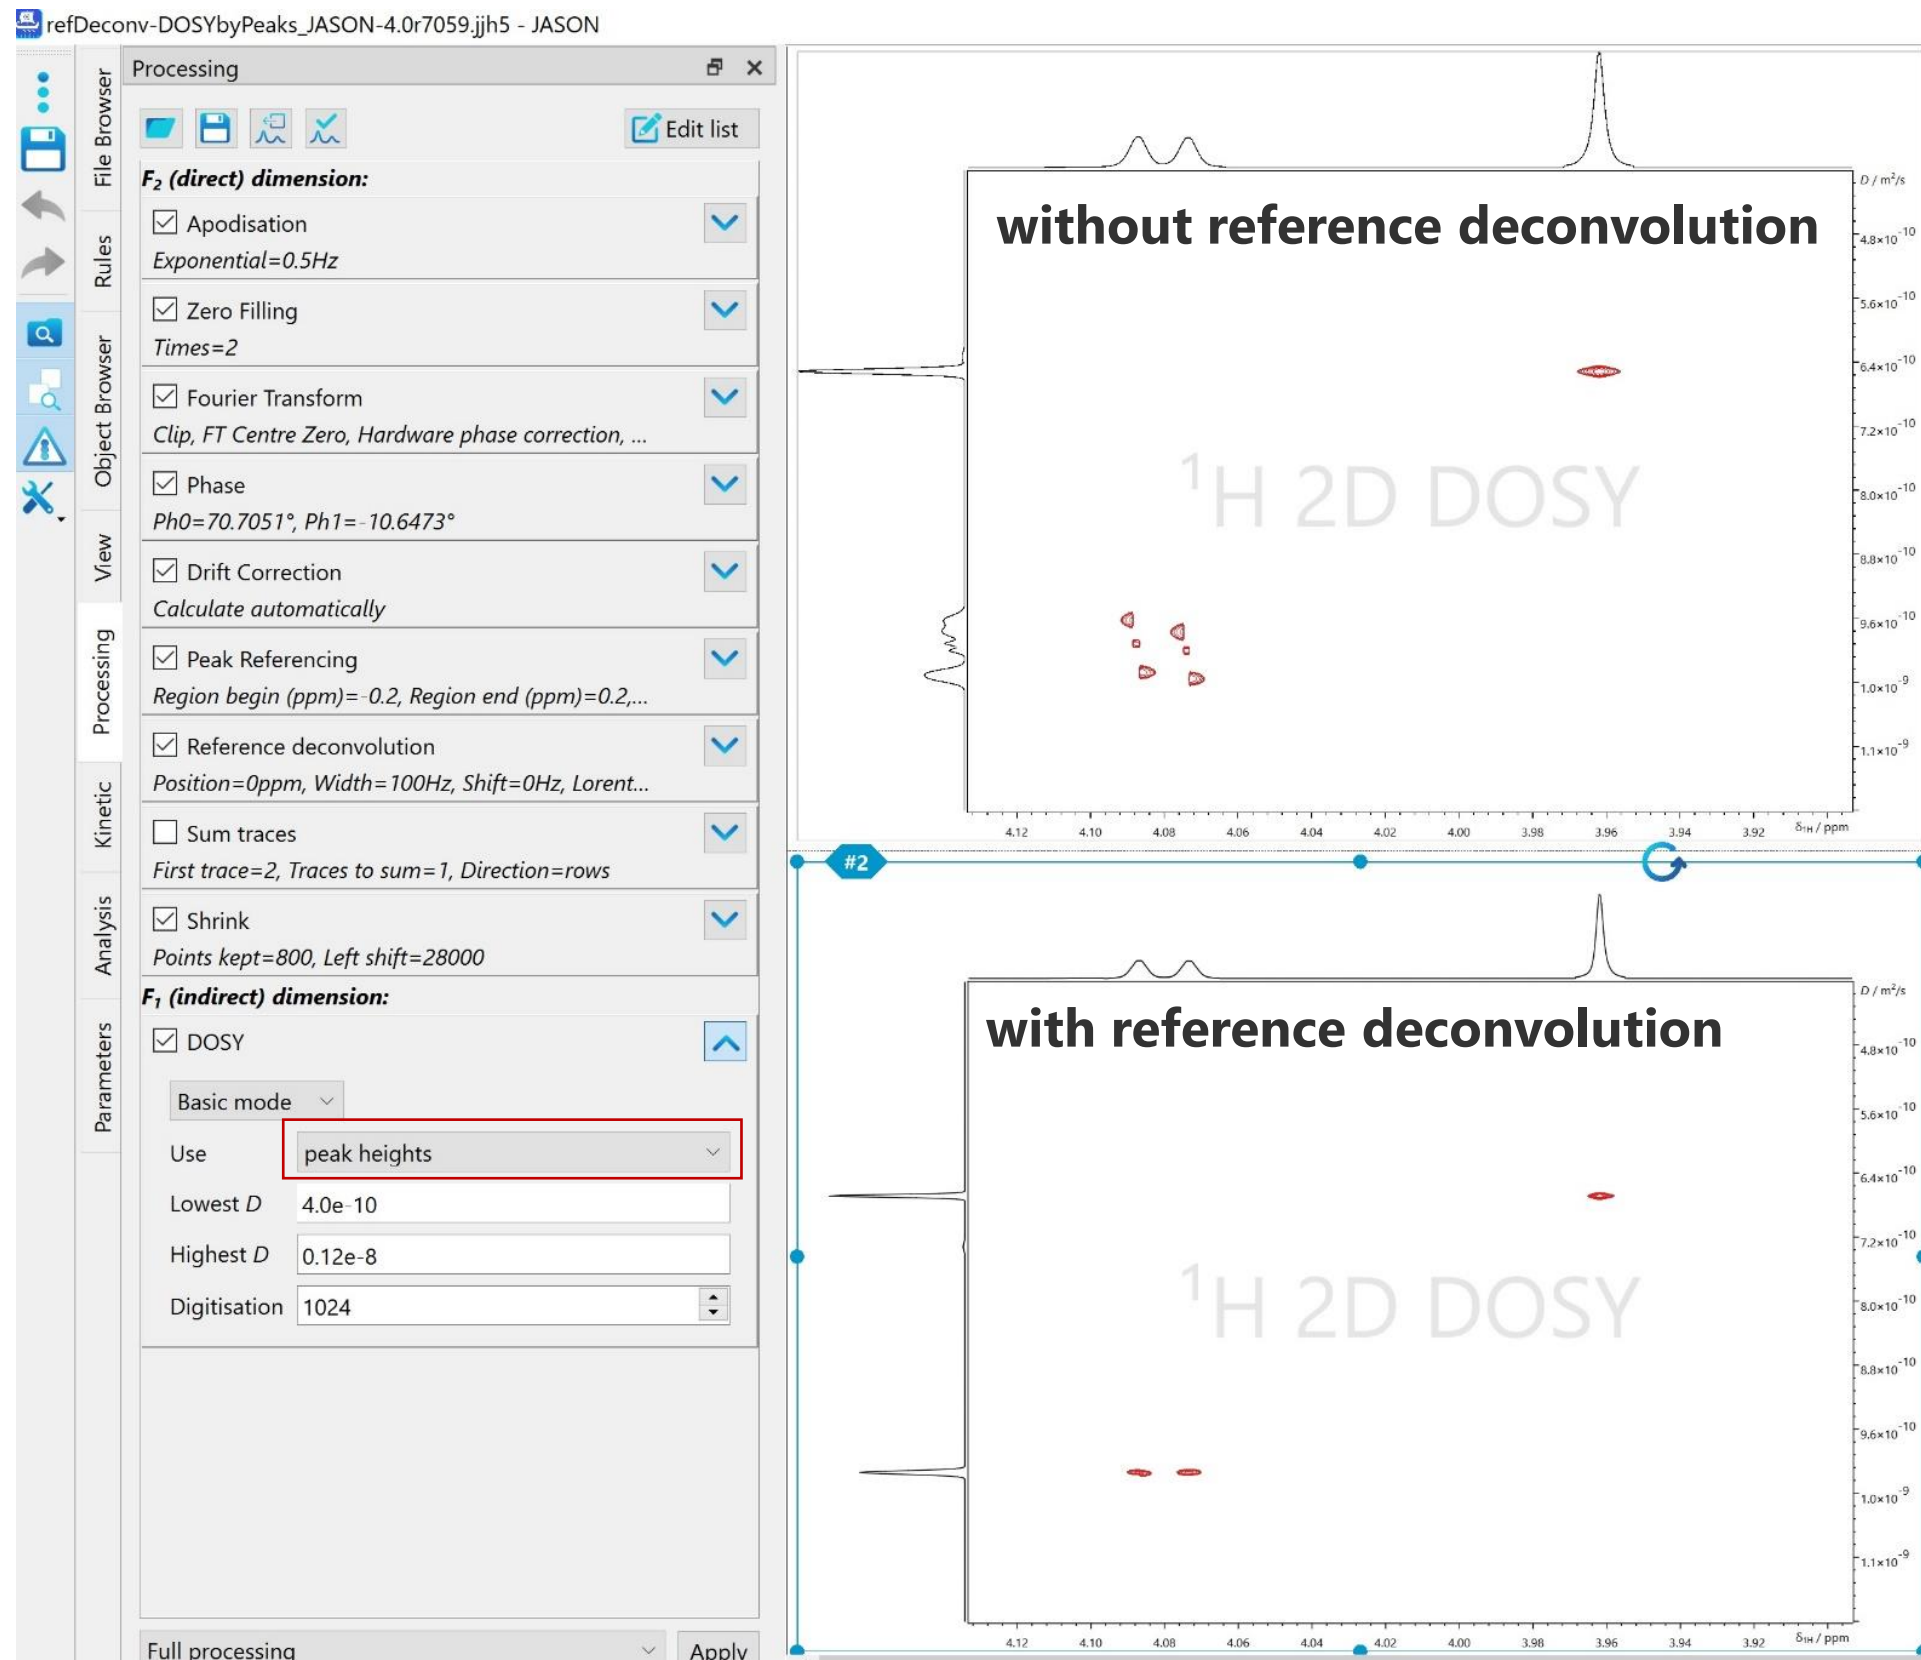 refDeconv-DOSYbyPeaks_JASON-4.0r7059.jjh5 - JASON
File Browser
Rules
Object Browser
View
Processing
Kinetic
Analysis
Parameters
Processing
Edit list
F₂ (direct) dimension:
Apodisation
Exponential=0.5Hz
Zero Filling
Times=2
Fourier Transform
Clip, FT Centre Zero, Hardware phase correction, ...
Phase
Ph0=70.7051°, Ph1=-10.6473°
Drift Correction
Calculate automatically
Peak Referencing
Region begin (ppm)=-0.2, Region end (ppm)=0.2,...
Reference deconvolution
Position=0ppm, Width=100Hz, Shift=0Hz, Lorent...
Sum traces
First trace=2, Traces to sum=1, Direction=rows
Shrink
Points kept=800, Left shift=28000
F₁ (indirect) dimension:
DOSY
Basic mode
Use peak heights
Lowest D 4.0e-10
Highest D 0.12e-8
Digitisation 1024
Full processing
Apply
D / m²/s
without reference deconvolution
4.8×10⁻¹⁰
5.6×10⁻¹⁰
6.4×10⁻¹⁰
7.2×10⁻¹⁰
¹H 2D DOSY
8.0×10⁻¹⁰
8.8×10⁻¹⁰
9.6×10⁻¹⁰
1.0×10⁻⁹
1.1×10⁻⁹
4.12 4.10 4.08 4.06 4.04 4.02 4.00 3.98 3.96 3.94 3.92 δ1H / ppm
#2
D / m²/s
with reference deconvolution
4.8×10⁻¹⁰
5.6×10⁻¹⁰
6.4×10⁻¹⁰
7.2×10⁻¹⁰
¹H 2D DOSY
8.0×10⁻¹⁰
8.8×10⁻¹⁰
9.6×10⁻¹⁰
1.0×10⁻⁹
1.1×10⁻⁹
4.12 4.10 4.08 4.06 4.04 4.02 4.00 3.98 3.96 3.94 3.92 δ1H / ppm